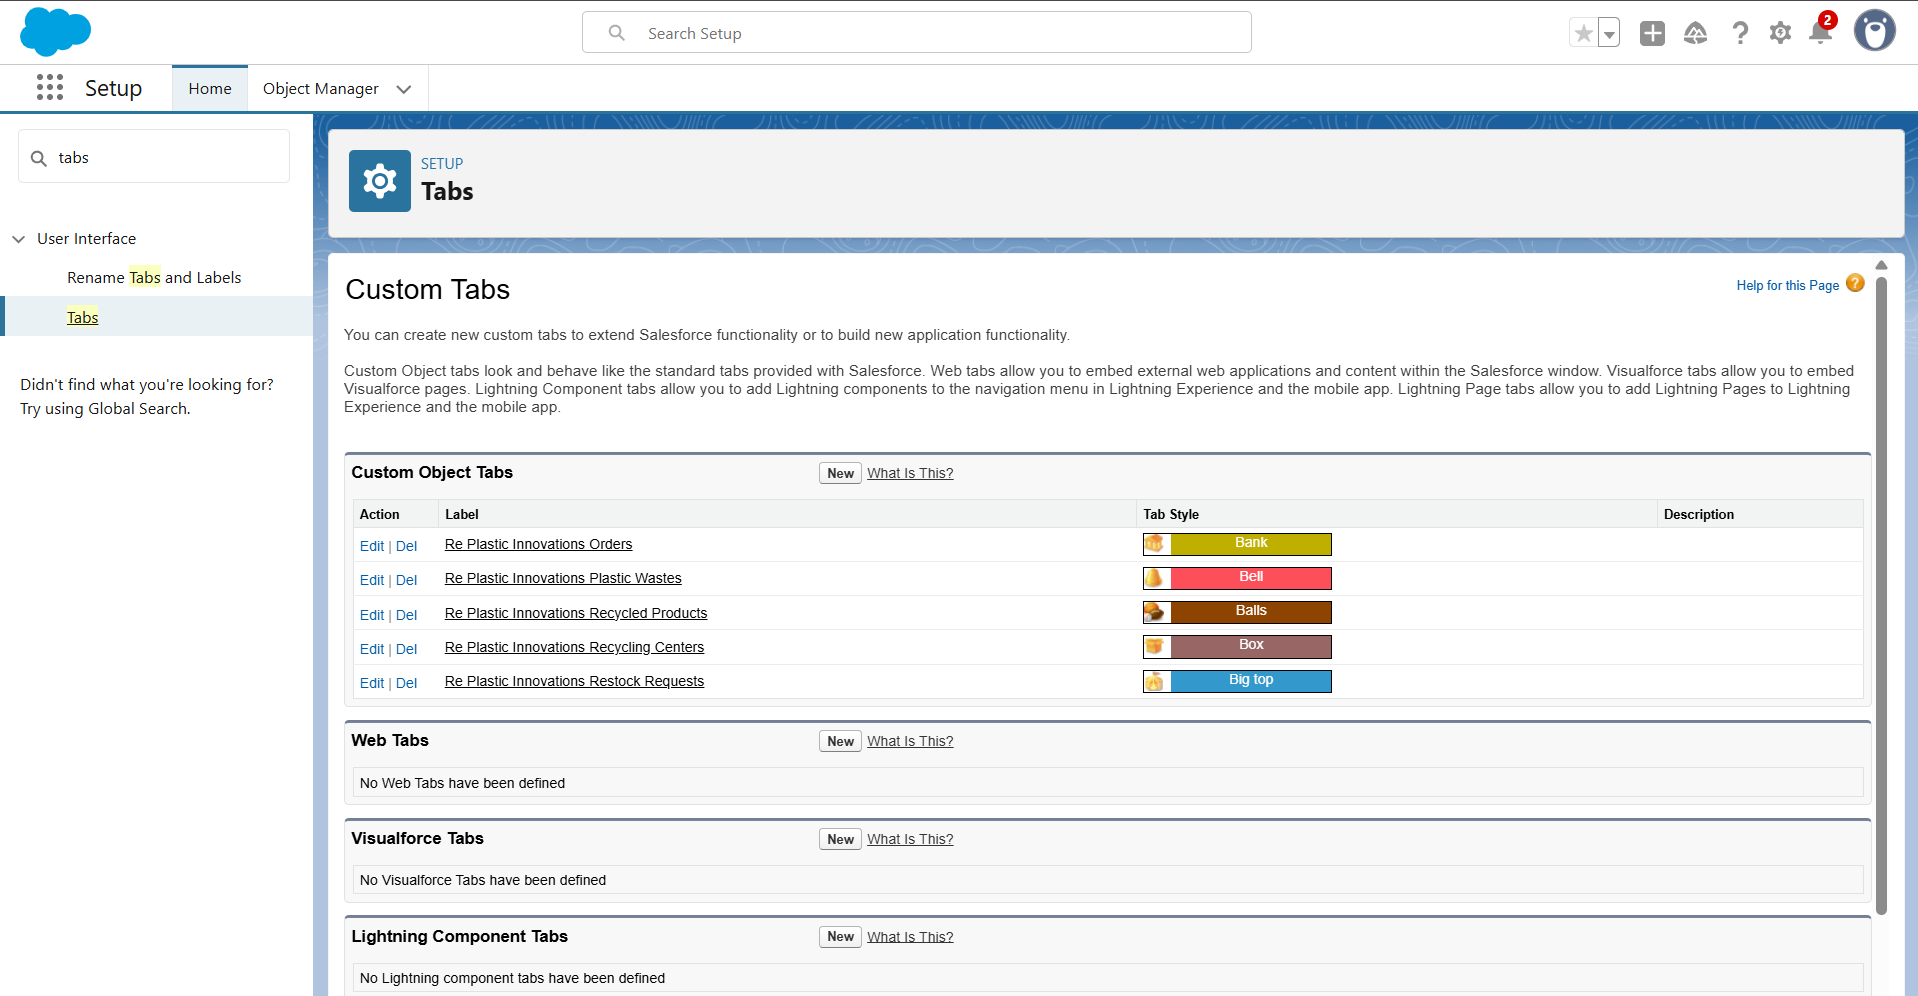 Search Setup
2
Setup
Home
Object Manager
tabs
User Interface
Rename Tabs and Labels
Tabs
Didn't find what you're looking for?
Try using Global Search.
SETUP
Tabs
Custom Tabs
Help for this Page
You can create new custom tabs to extend Salesforce functionality or to build new application functionality.
Custom Object tabs look and behave like the standard tabs provided with Salesforce. Web tabs allow you to embed external web applications and content within the Salesforce window. Visualforce tabs allow you to embed
Visualforce pages. Lightning Component tabs allow you to add Lightning components to the navigation menu in Lightning Experience and the mobile app. Lightning Page tabs allow you to add Lightning Pages to Lightning
Experience and the mobile app.
Custom Object Tabs New What Is This?
Action Label Tab Style Description
Edit | Del Re Plastic Innovations Orders Bank
Edit | Del Re Plastic Innovations Plastic Wastes Bell
Edit | Del Re Plastic Innovations Recycled Products Balls
Edit | Del Re Plastic Innovations Recycling Centers Box
Edit | Del Re Plastic Innovations Restock Requests Big top
Web Tabs New What Is This?
No Web Tabs have been defined
Visualforce Tabs New What Is This?
No Visualforce Tabs have been defined
Lightning Component Tabs New What Is This?
No Lightning component tabs have been defined